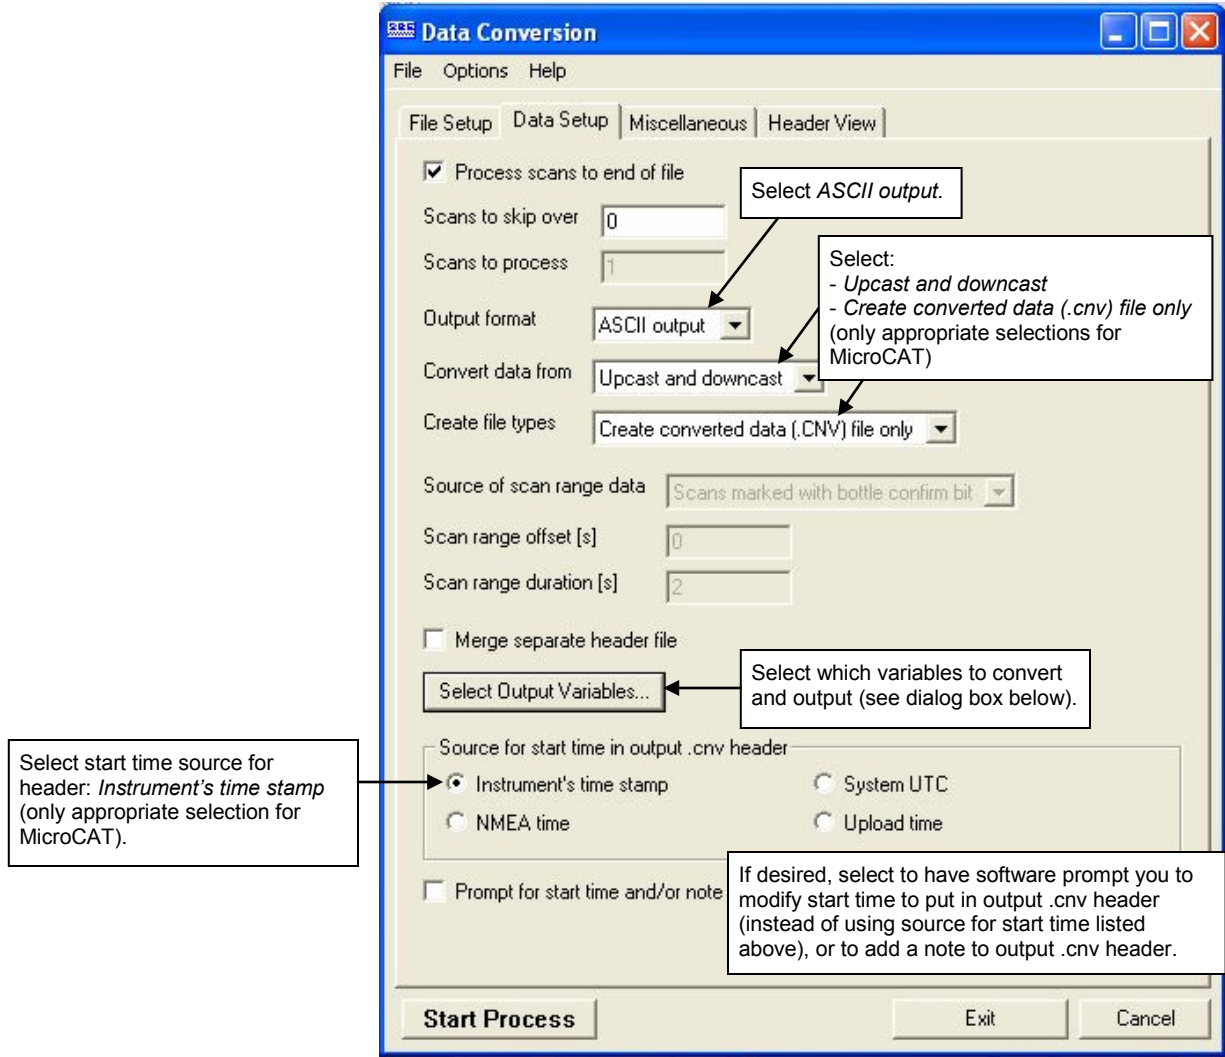 Data Conversion
File Options Help
File Setup Data Setup Miscellaneous Header View
Process scans to end of file
Select ASCII output.
Scans to skip over 0
Scans to process 1
Select:
- Upcast and downcast
- Create converted data (.cnv) file only
(only appropriate selections for
MicroCAT)
Output format ASCII output
Convert data from Upcast and downcast
Create file types Create converted data (.CNV) file only
Source of scan range data Scans marked with bottle confirm bit
Scan range offset [s] 0
Scan range duration [s] 2
Merge separate header file
Select Output Variables...
Select which variables to convert
and output (see dialog box below).
Source for start time in output .cnv header
Select start time source for
header: Instrument's time stamp
(only appropriate selection for
MicroCAT).
Instrument's time stamp System UTC
NMEA time Upload time
Prompt for start time and/or note
If desired, select to have software prompt you to
modify start time to put in output .cnv header
(instead of using source for start time listed
above), or to add a note to output .cnv header.
Start Process Exit Cancel